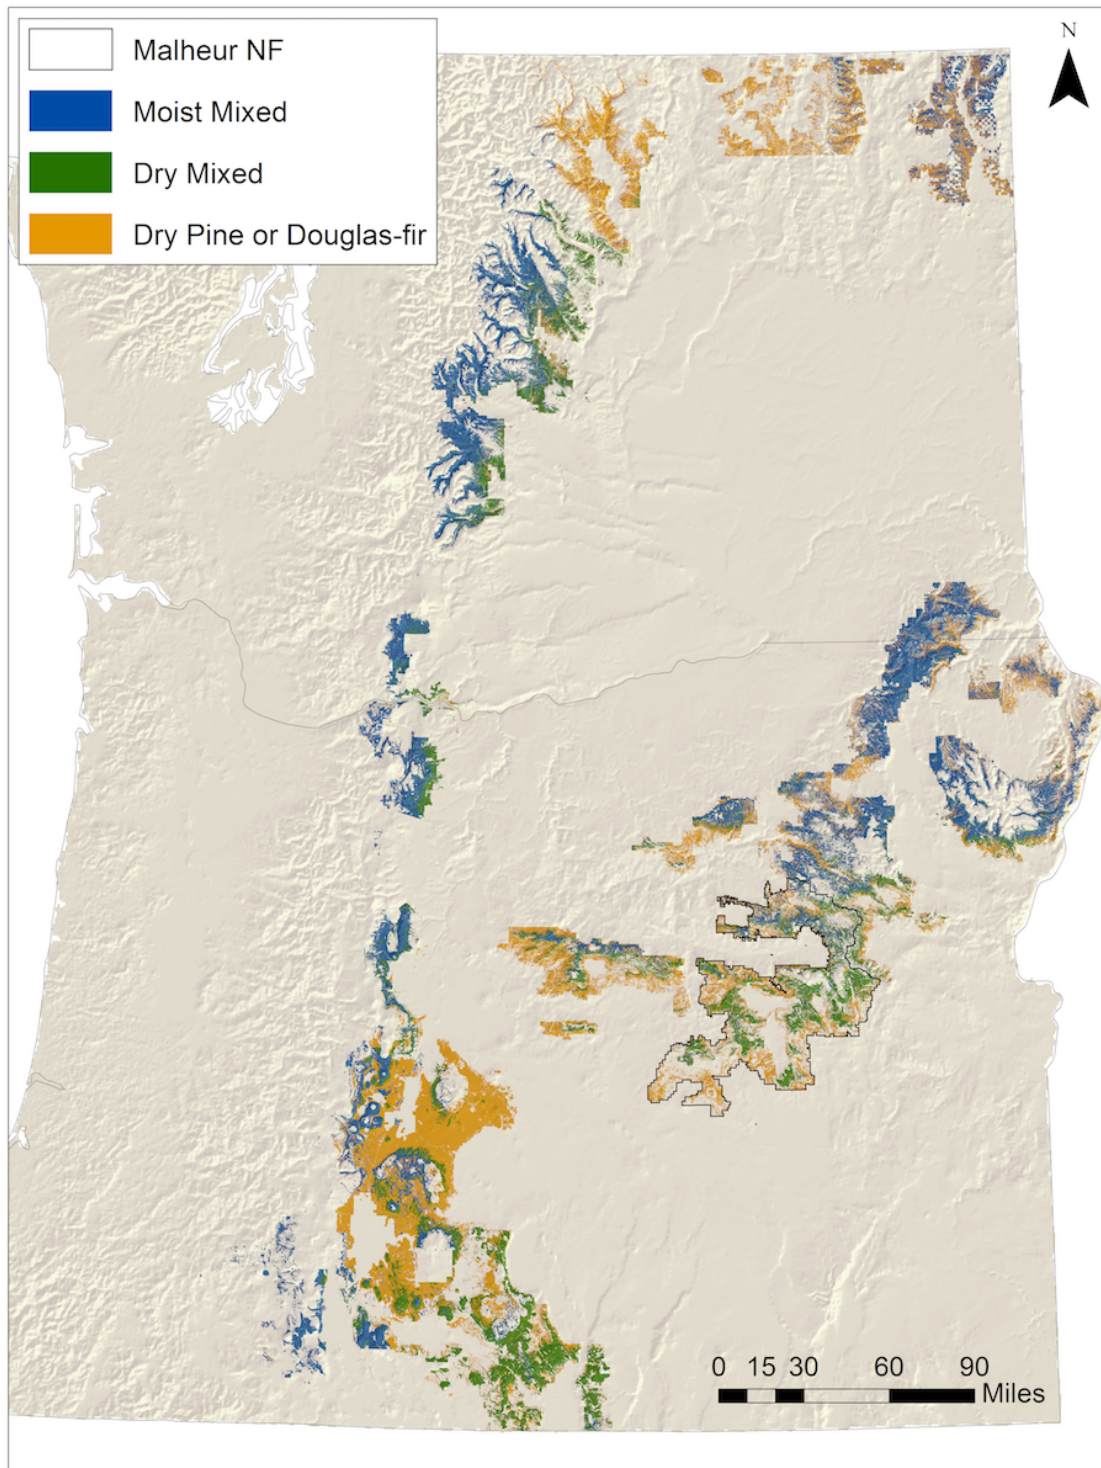 Malheur NF
Moist Mixed
Dry Mixed
Dry Pine or Douglas-fir
N
0 15 30 60 90
Miles